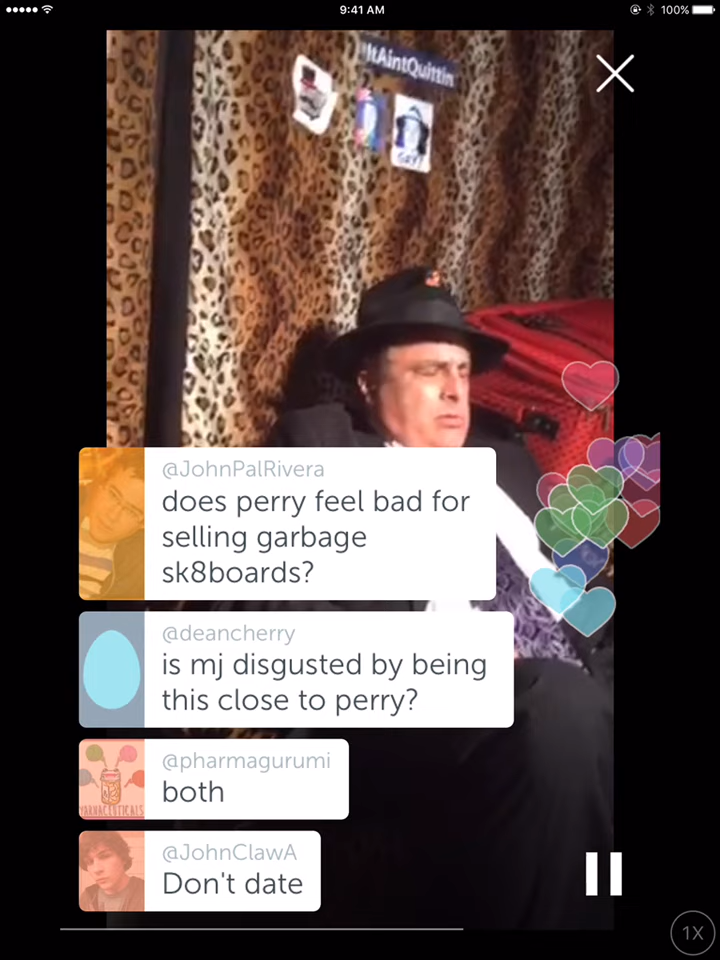 9:41 AM
100%
#ItAintQuittin
@JohnPalRivera
does perry feel bad for
selling garbage
sk8boards?
@deancherry
is mj disgusted by being
this close to perry?
@pharmagurumi
both
@JohnClawA
Don't date
1X